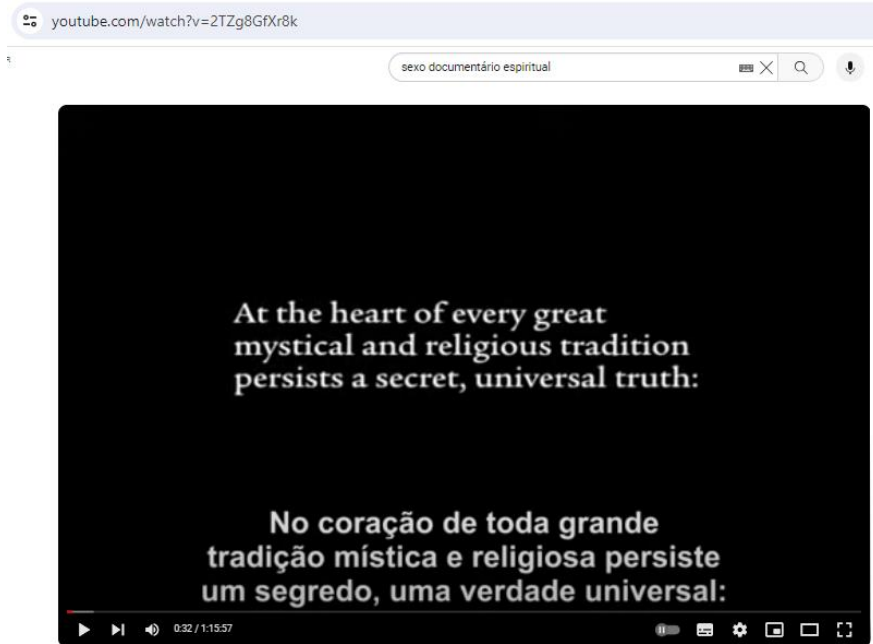 youtube.com/watch?v=2TZg8GfXr8k
sexo documentário espiritual
At the heart of every great
mystical and religious tradition
persists a secret, universal truth:
No coração de toda grande
tradição mística e religiosa persiste
um segredo, uma verdade universal:
0:32 / 1:15:57